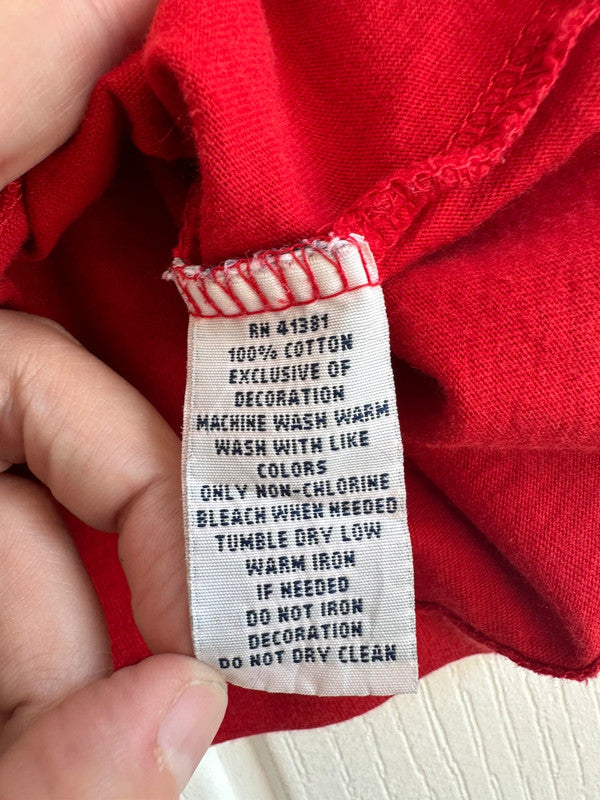 RN 41381
100% COTTON
EXCLUSIVE OF
DECORATION
MACHINE WASH WARM
WASH WITH LIKE
COLORS
ONLY NON-CHLORINE
BLEACH WHEN NEEDED
TUMBLE DRY LOW
WARM IRON
IF NEEDED
DO NOT IRON
DECORATION
DO NOT DRY CLEAN